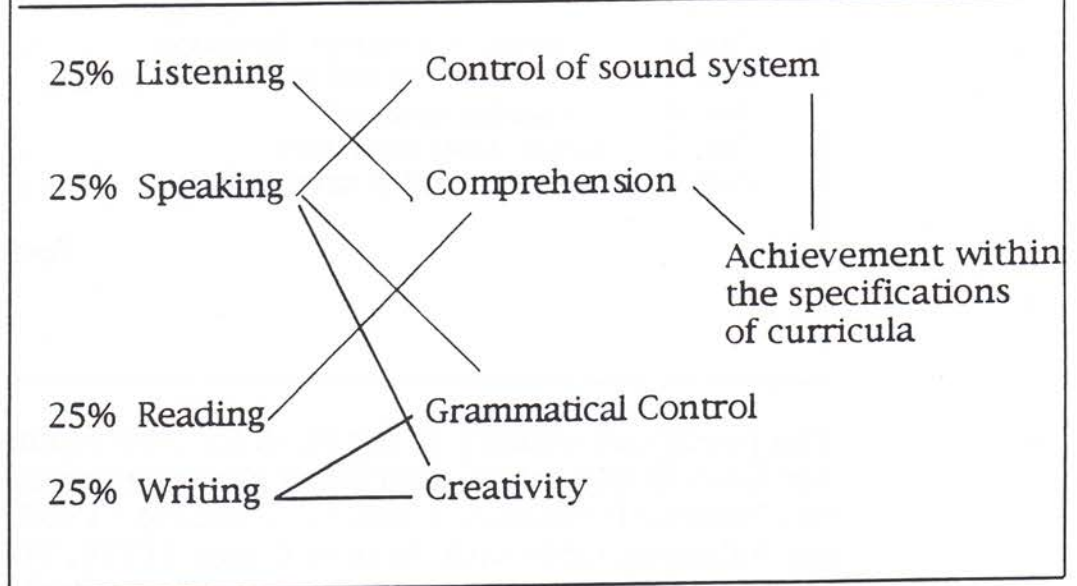 25% Listening
Control of sound system
25% Speaking
Comprehension
Achievement within
the specifications
of curricula
25% Reading
Grammatical Control
25% Writing
Creativity